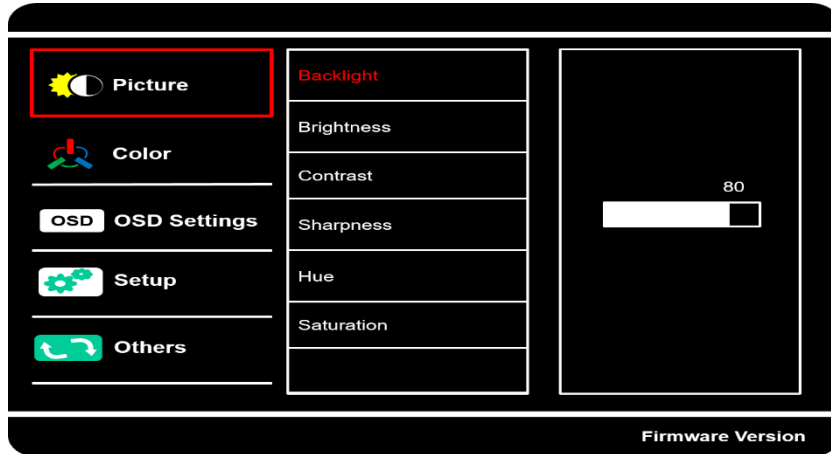 Picture
Color
OSD OSD Settings
Setup
Others
Backlight
Brightness
Contrast
Sharpness
Hue
Saturation
80
Firmware Version